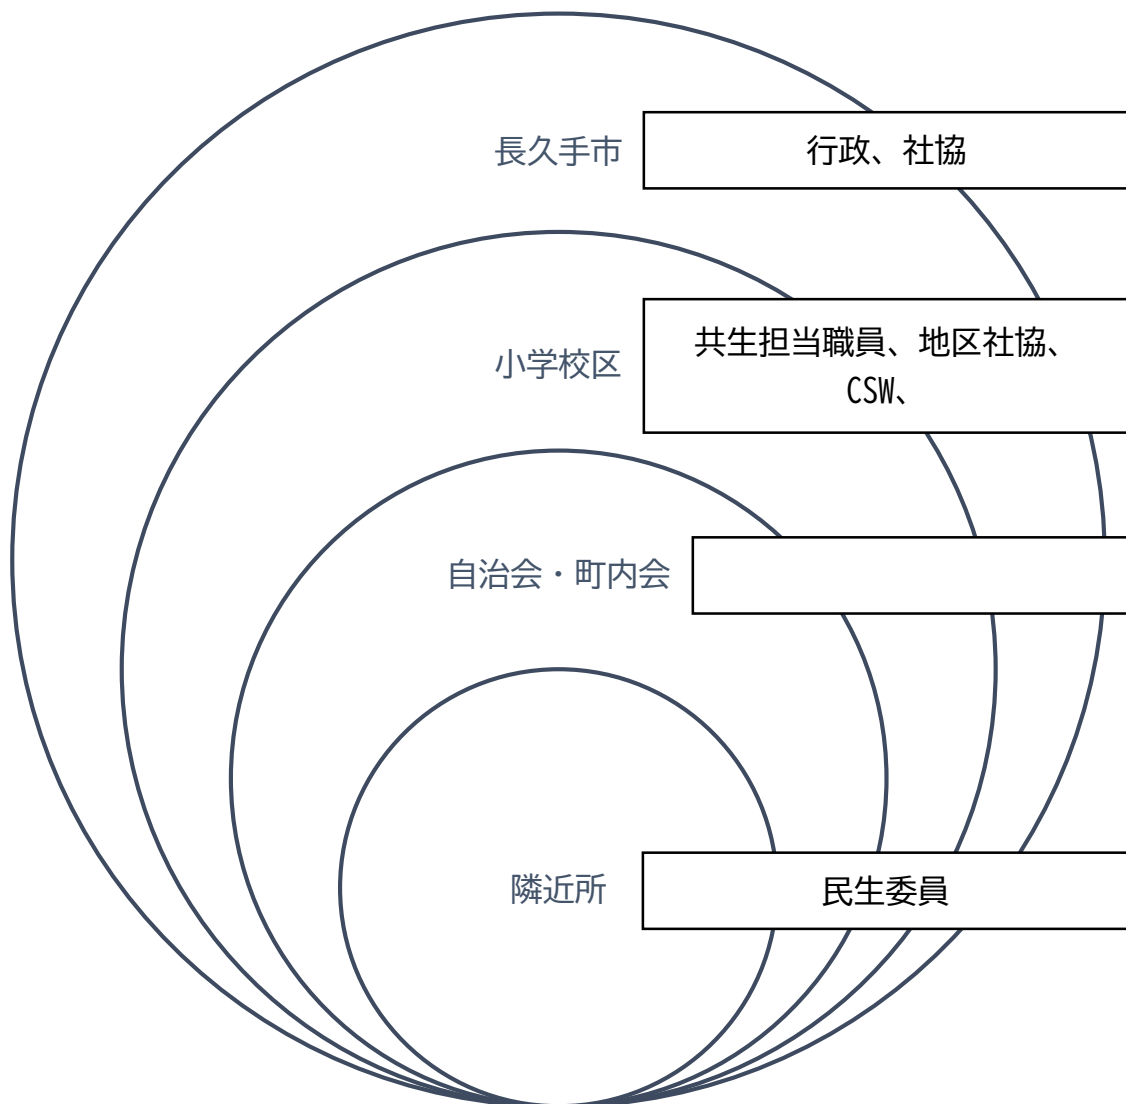 長久手市
行政、社協
小学校区
共生担当職員、地区社協、
CSW、
自治会・町内会
隣近所
民生委員